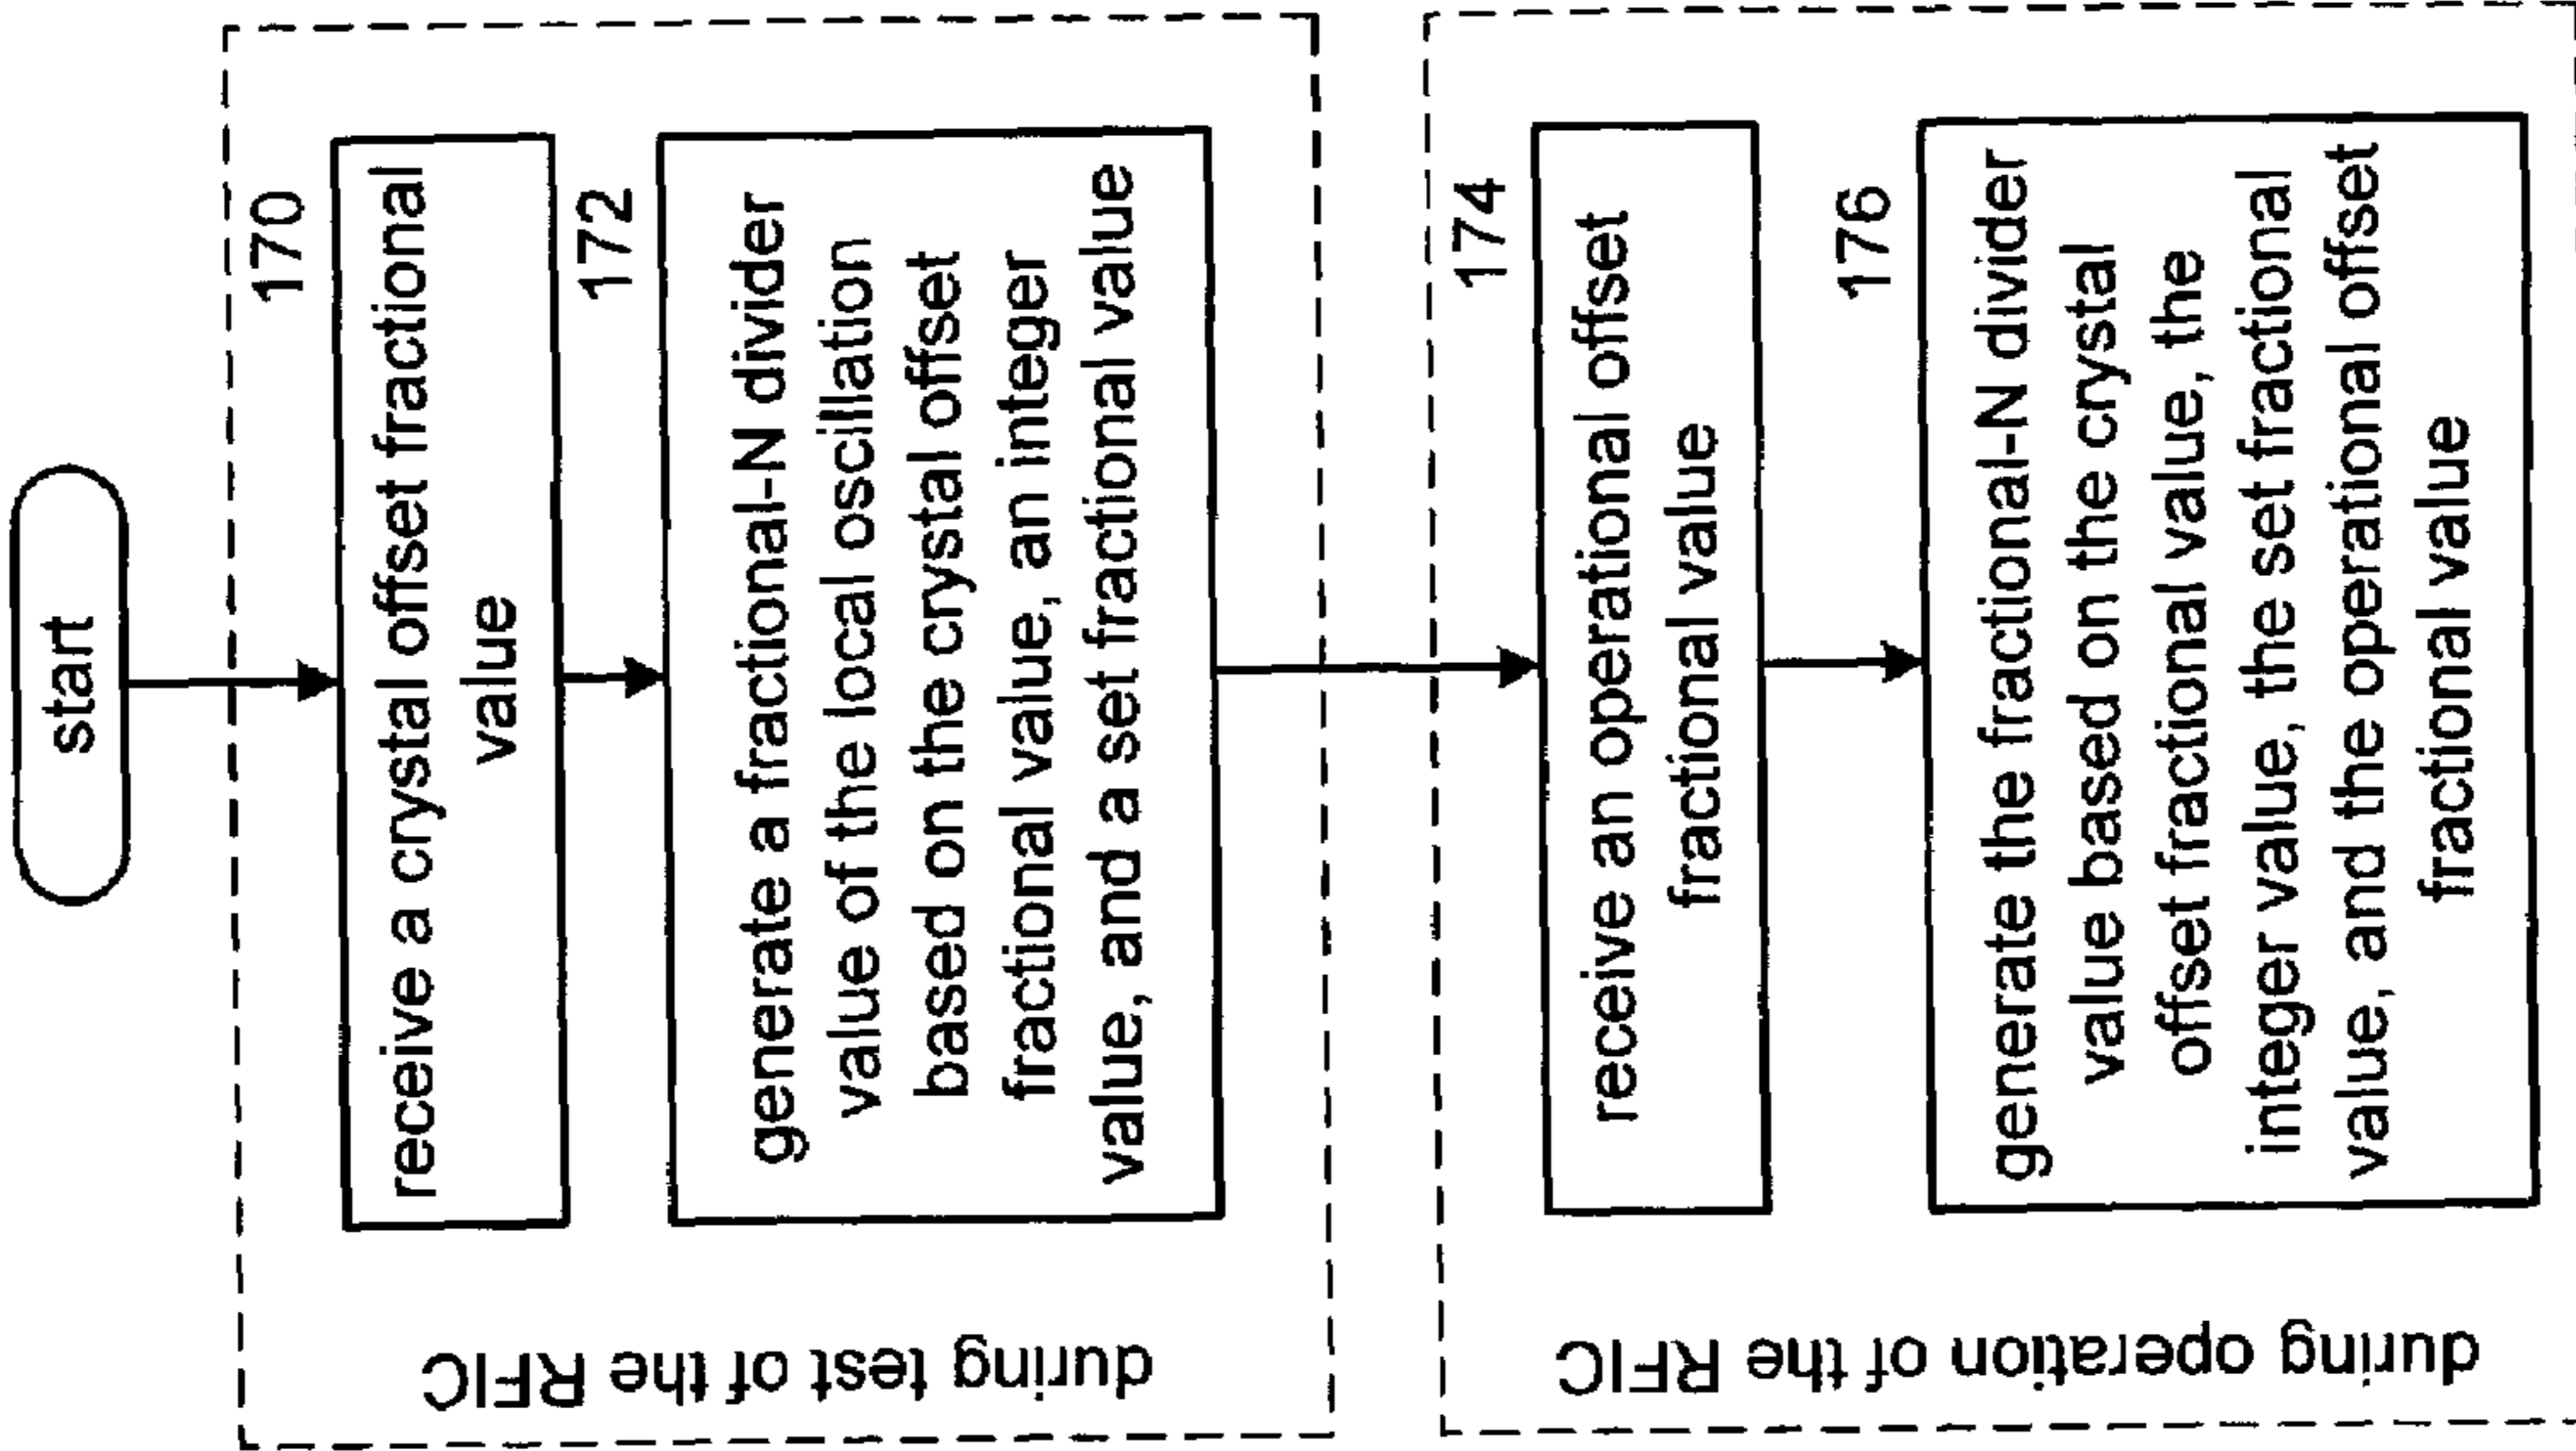 start
during test of the RFIC
170
receive a crystal offset fractional
value
172
generate a fractional-N divider
value of the local oscillation
based on the crystal offset
fractional value, an integer
value, and a set fractional value
during operation of the RFIC
174
receive an operational offset
fractional value
176
generate the fractional-N divider
value based on the crystal
offset fractional value, the
integer value, the set fractional
value, and the operational offset
fractional value